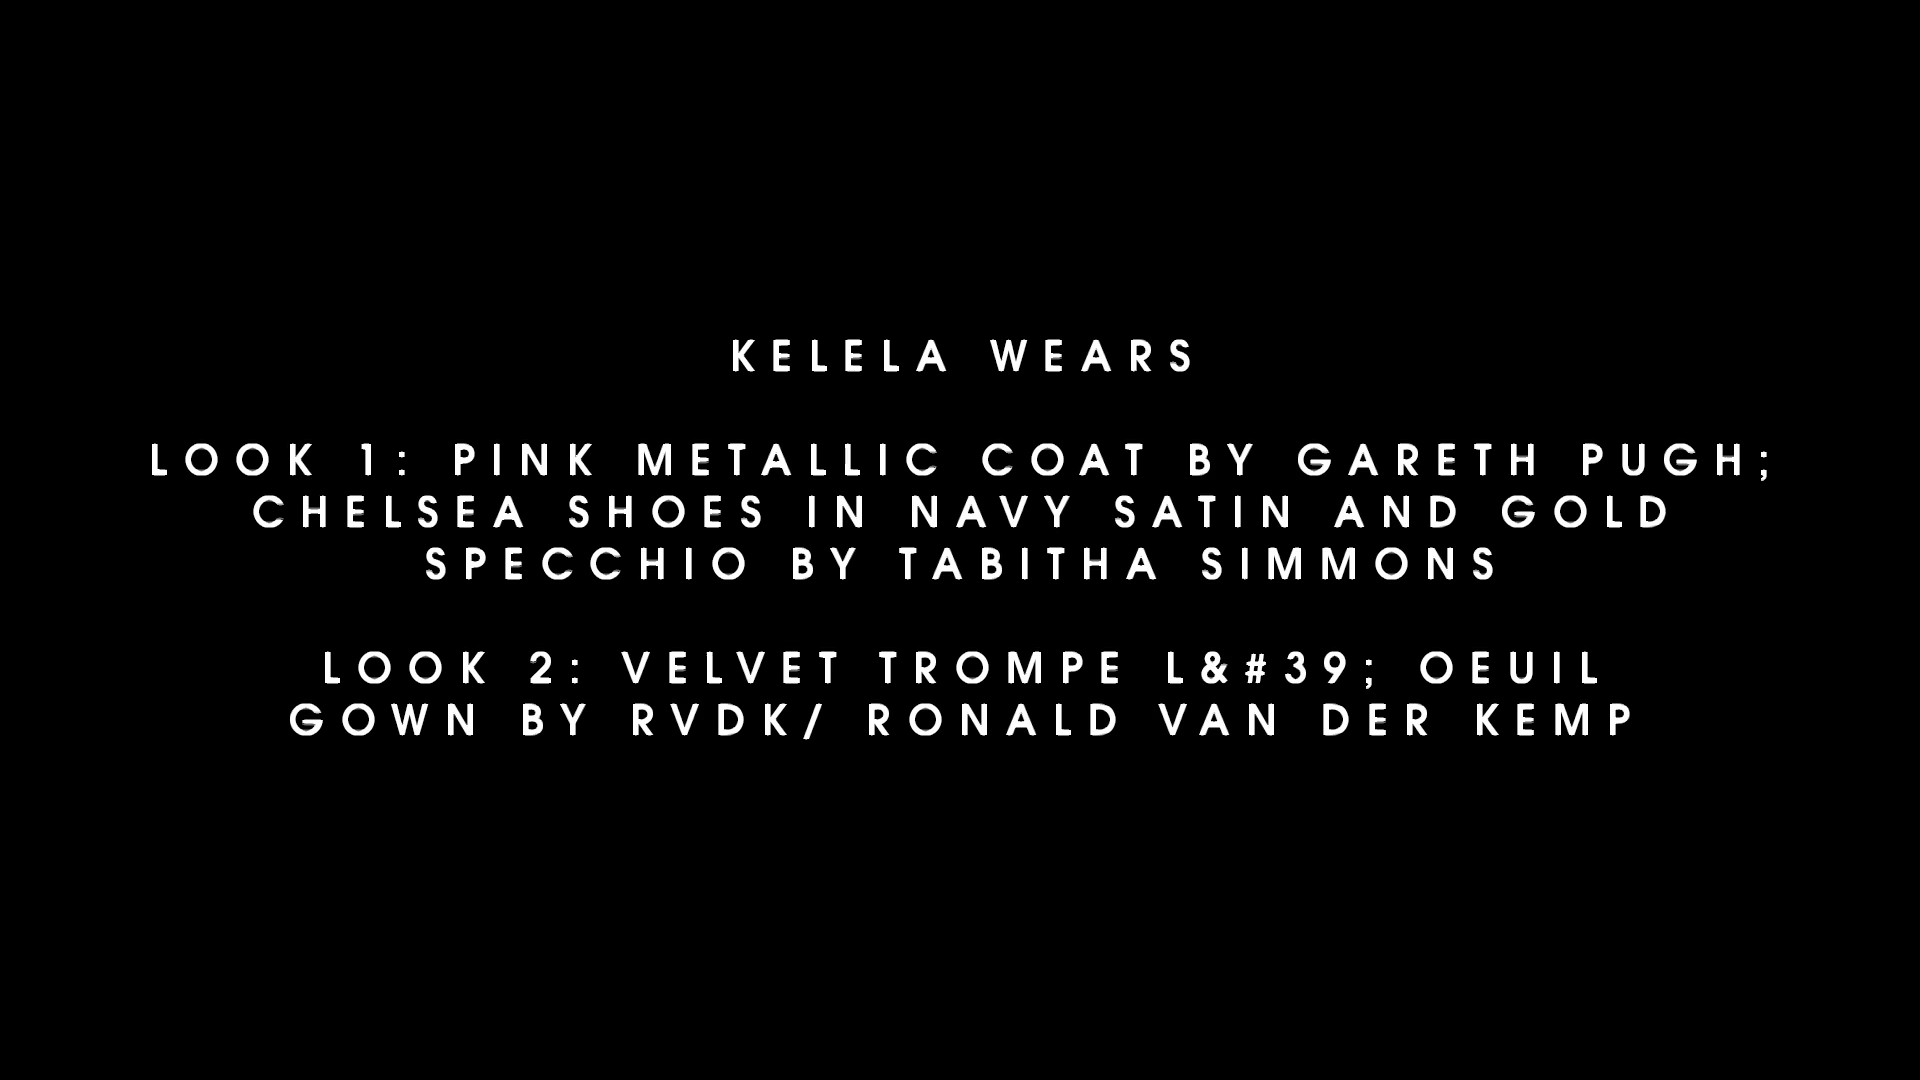 KELELA WEARS
LOOK 1: PINK METALLIC COAT BY GARETH PUGH;
CHELSEA SHOES IN NAVY SATIN AND GOLD
SPECCHIO BY TABITHA SIMMONS
LOOK 2: VELVET TROMPE L&#39; OEUIL
GOWN BY RVDK/ RONALD VAN DER KEMP